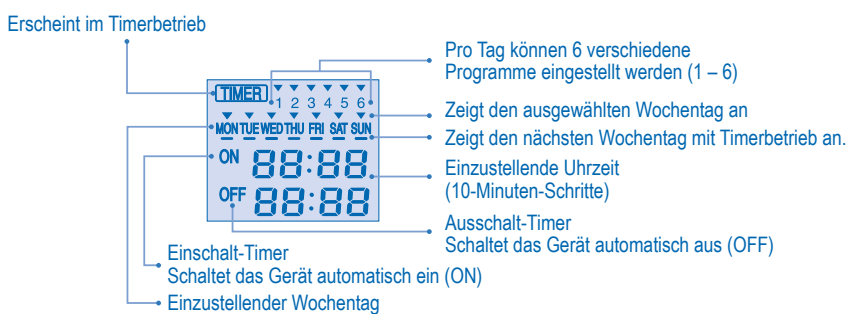 Erscheint im Timerbetrieb
Pro Tag können 6 verschiedene
Programme eingestellt werden (1 – 6)
TIMER
1 2 3 4 5 6
Zeigt den ausgewählten Wochentag an
MON TUE WED THU FRI SAT SUN
Zeigt den nächsten Wochentag mit Timerbetrieb an.
ON 88:88
Einzustellende Uhrzeit
(10-Minuten-Schritte)
OFF 88:88
Ausschalt-Timer
Schaltet das Gerät automatisch aus (OFF)
Einschalt-Timer
Schaltet das Gerät automatisch ein (ON)
Einzustellender Wochentag